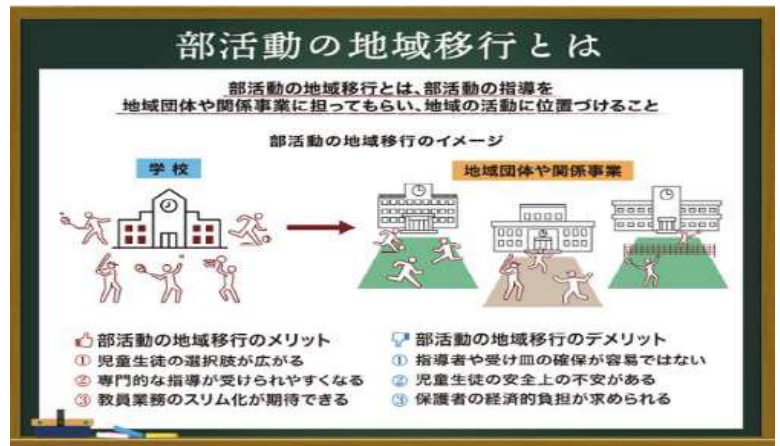 部活動の地域移行とは
部活動の地域移行とは、部活動の指導を
地域団体や関係事業に担ってもらい、地域の活動に位置づけること
部活動の地域移行のイメージ
学校
地域団体や関係事業
部活動の地域移行のメリット
① 児童生徒の選択肢が広がる
② 専門的な指導が受けられやすくなる
③ 教員業務のスリム化が期待できる
部活動の地域移行のデメリット
① 指導者や受け皿の確保が容易ではない
② 児童生徒の安全上の不安がある
③ 保護者の経済的負担が求められる